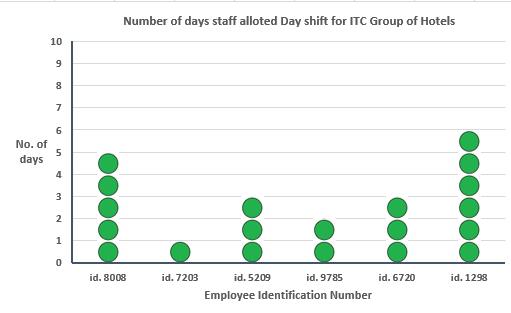 Number of days staff alloted Day shift for ITC Group of Hotels
10
9
8
7
6
5
4
3
2
1
0
No. of
days
id. 8008 id. 7203 id. 5209 id. 9785 id. 6720 id. 1298
Employee Identification Number